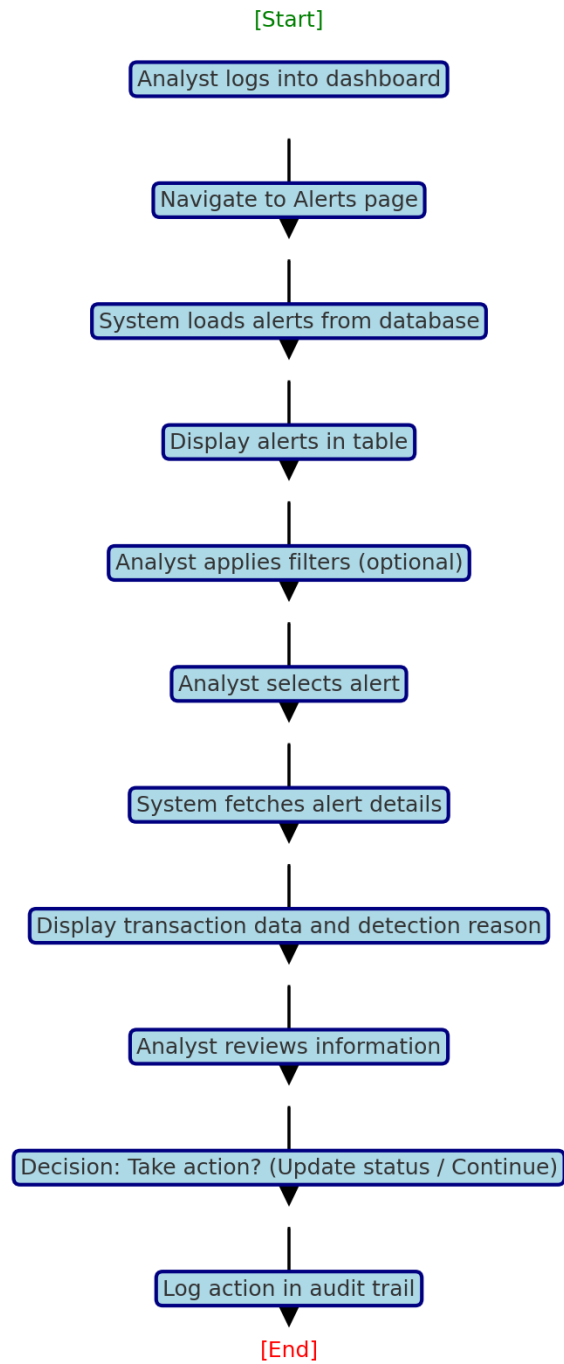 [Start]
Analyst logs into dashboard
Navigate to Alerts page
System loads alerts from database
Display alerts in table
Analyst applies filters (optional)
Analyst selects alert
System fetches alert details
Display transaction data and detection reason
Analyst reviews information
Decision: Take action? (Update status / Continue)
Log action in audit trail
[End]